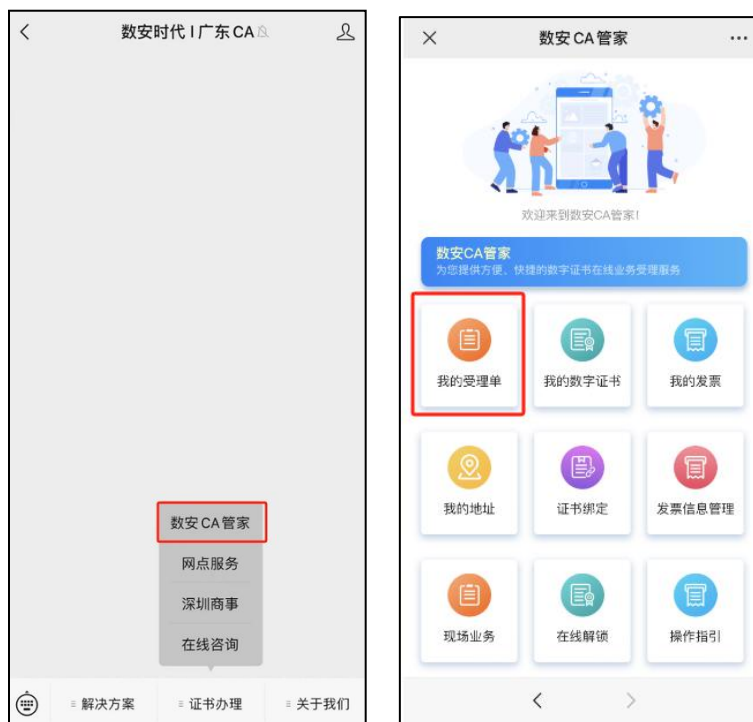 数安时代 I 广东 CA
数安 CA 管家
网点服务
深圳商事
在线咨询
解决方案
证书办理
关于我们
数安 CA 管家
欢迎来到数安CA管家!
数安CA管家
为您提供方便、快捷的数字证书在线业务受理服务
我的受理单 我的数字证书 我的发票
我的地址 证书绑定 发票信息管理
现场业务 在线解锁 操作指引